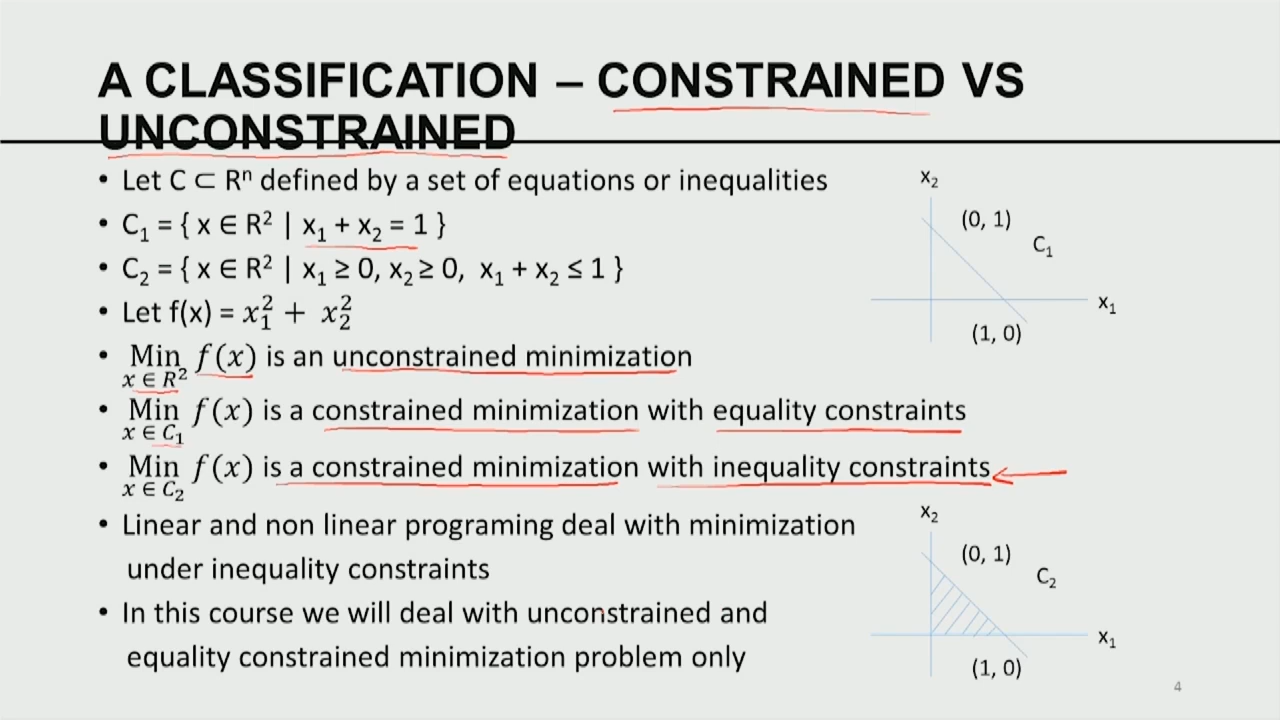 A CLASSIFICATION – CONSTRAINED VS
UNCONSTRAINED
• Let C ⊂ Rⁿ defined by a set of equations or inequalities
• C₁ = { x ∈ R² | x₁ + x₂ = 1 }
• C₂ = { x ∈ R² | x₁ ≥ 0, x₂ ≥ 0, x₁ + x₂ ≤ 1 }
• Let f(x) = x₁² + x₂²
• Min f(x) is an unconstrained minimization
x ∈ R²
• Min f(x) is a constrained minimization with equality constraints
x ∈ C₁
• Min f(x) is a constrained minimization with inequality constraints
x ∈ C₂
• Linear and non linear programing deal with minimization
under inequality constraints
• In this course we will deal with unconstrained and
equality constrained minimization problem only
x₂
(0, 1)
C₁
x₁
(1, 0)
x₂
(0, 1)
C₂
x₁
(1, 0)
4